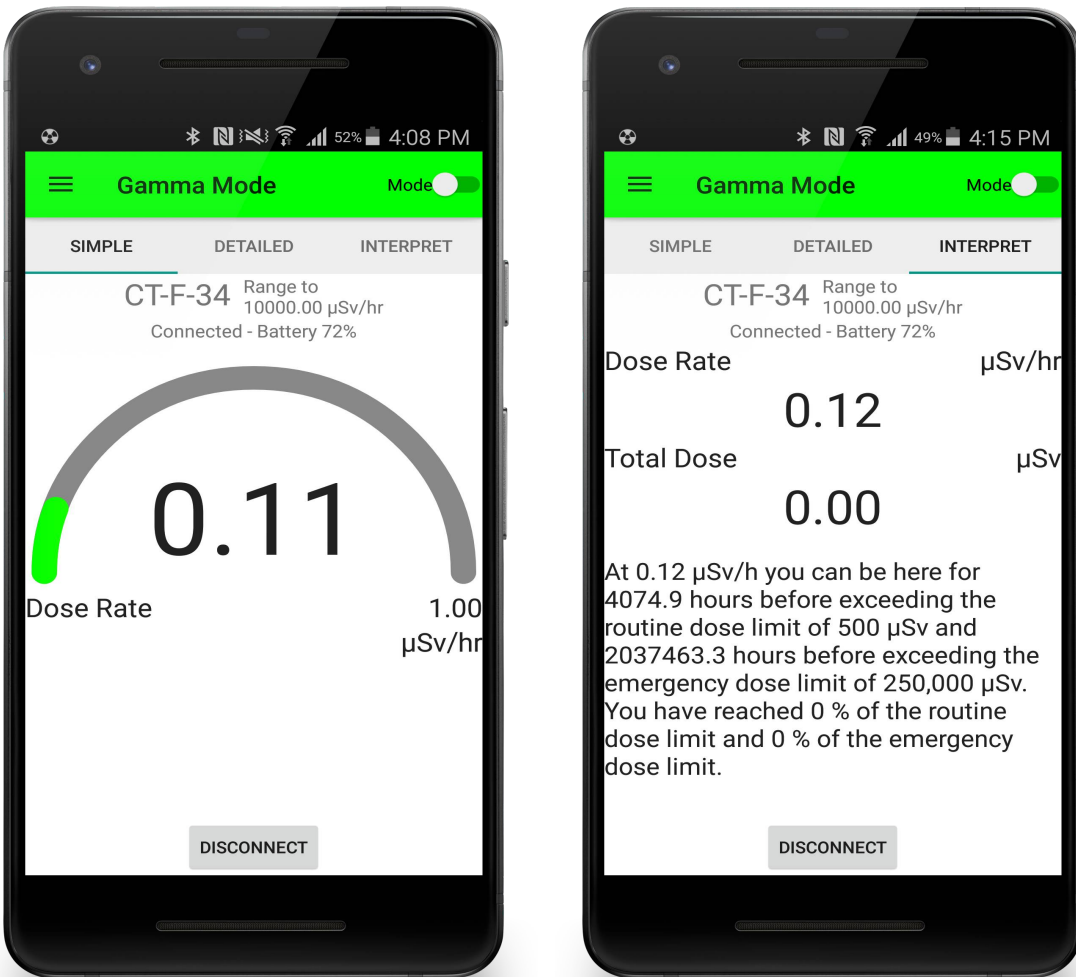 52% 4:08 PM
Gamma Mode Mode
SIMPLE DETAILED INTERPRET
CT-F-34 Range to
10000.00 µSv/hr
Connected - Battery 72%
0.11
Dose Rate 1.00
µSv/hr
DISCONNECT
49% 4:15 PM
Gamma Mode Mode
SIMPLE DETAILED INTERPRET
CT-F-34 Range to
10000.00 µSv/hr
Connected - Battery 72%
Dose Rate µSv/hr
0.12
Total Dose µSv
0.00
At 0.12 µSv/h you can be here for
4074.9 hours before exceeding the
routine dose limit of 500 µSv and
2037463.3 hours before exceeding the
emergency dose limit of 250,000 µSv.
You have reached 0 % of the routine
dose limit and 0 % of the emergency
dose limit.
DISCONNECT